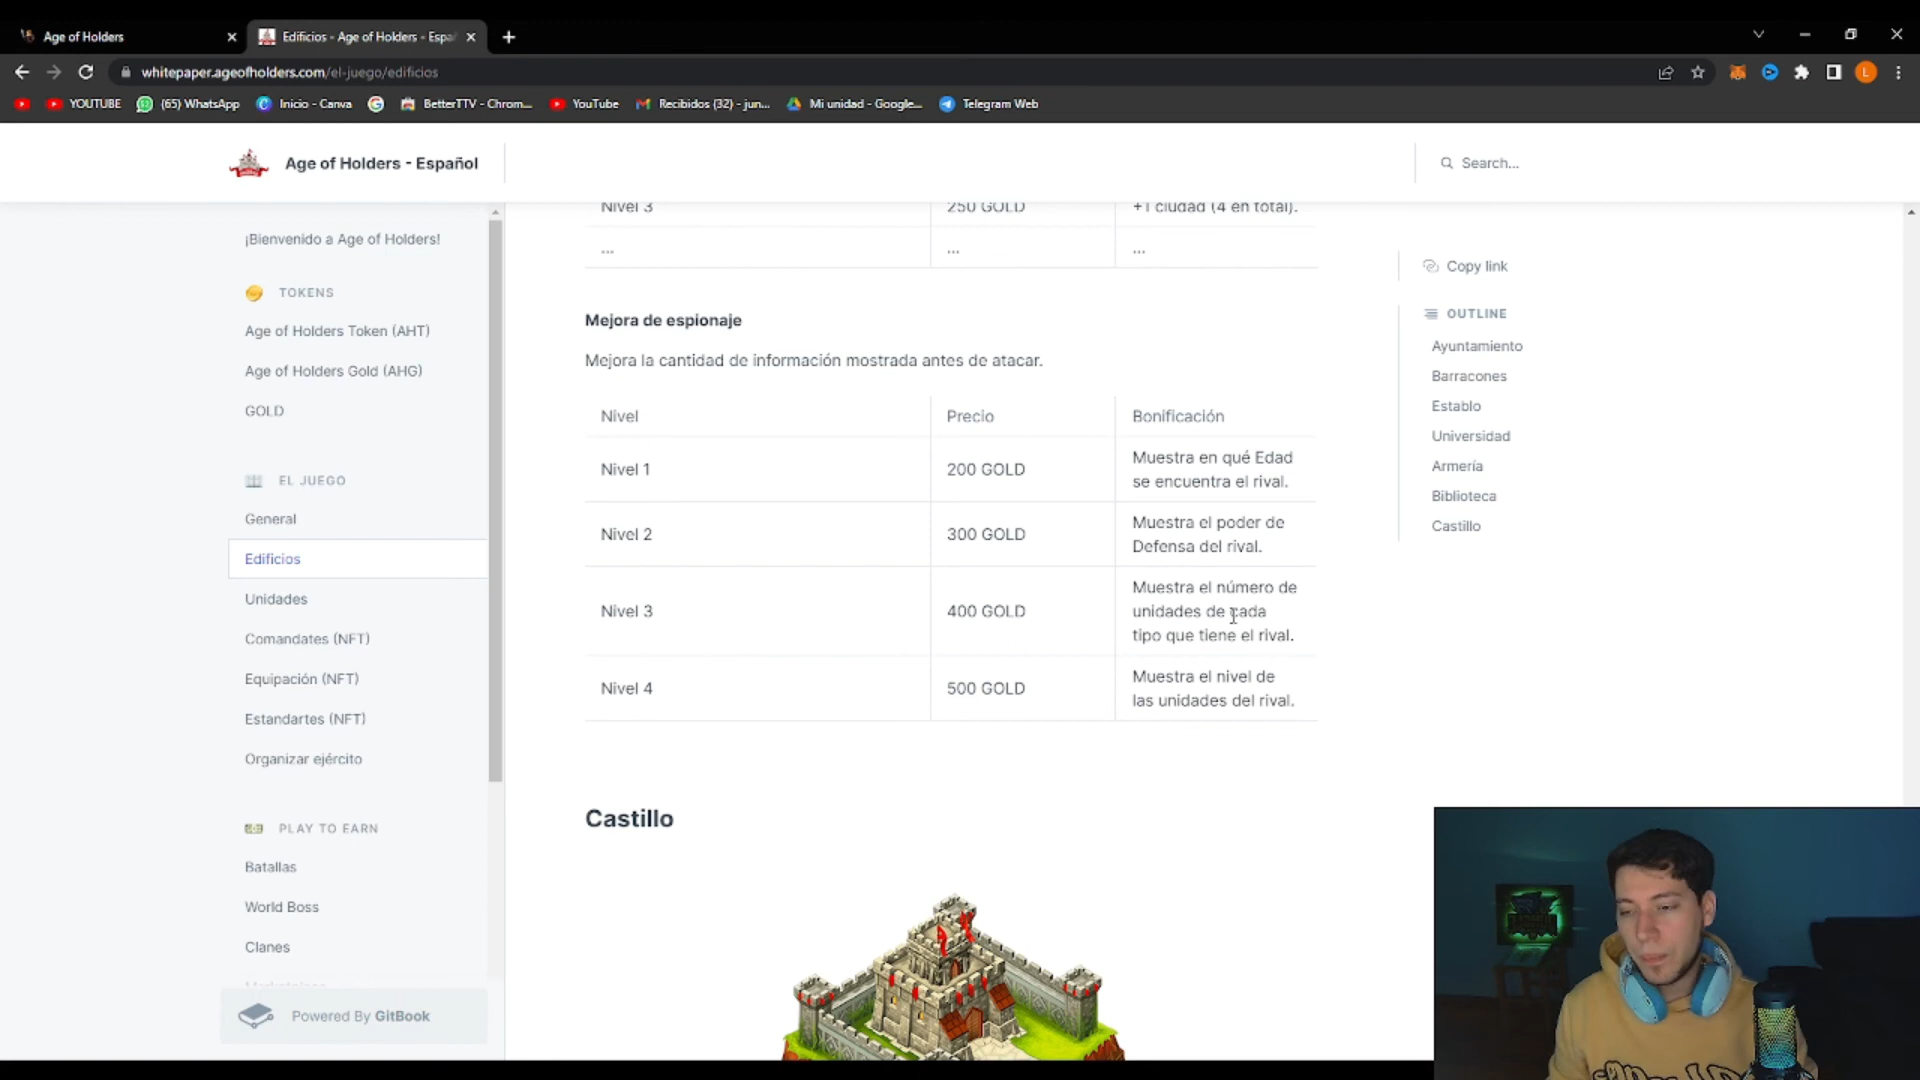 Age of Holders
Edificios - Age of Holders - Espa
whitepaper.ageofholders.com/el-juego/edificios
L
YOUTUBE
(65) WhatsApp
Inicio - Canva
BetterTTV - Chrom...
YouTube
Recibidos (32) - jun...
Mi unidad - Google...
Telegram Web
Age of Holders - Español
Search...
¡Bienvenido a Age of Holders!
TOKENS
Age of Holders Token (AHT)
Age of Holders Gold (AHG)
GOLD
EL JUEGO
General
Edificios
Unidades
Comandates (NFT)
Equipación (NFT)
Estandartes (NFT)
Organizar ejército
PLAY TO EARN
Batallas
World Boss
Clanes
Powered By GitBook
Nivel 3
250 GOLD
+1 ciudad (4 en total).
...
...
...
Mejora de espionaje
Mejora la cantidad de información mostrada antes de atacar.
Nivel
Precio
Bonificación
Nivel 1
200 GOLD
Muestra en qué Edad
se encuentra el rival.
Nivel 2
300 GOLD
Muestra el poder de
Defensa del rival.
Nivel 3
400 GOLD
Muestra el número de
unidades de cada
tipo que tiene el rival.
Nivel 4
500 GOLD
Muestra el nivel de
las unidades del rival.
Castillo
Copy link
OUTLINE
Ayuntamiento
Barracones
Establo
Universidad
Armería
Biblioteca
Castillo